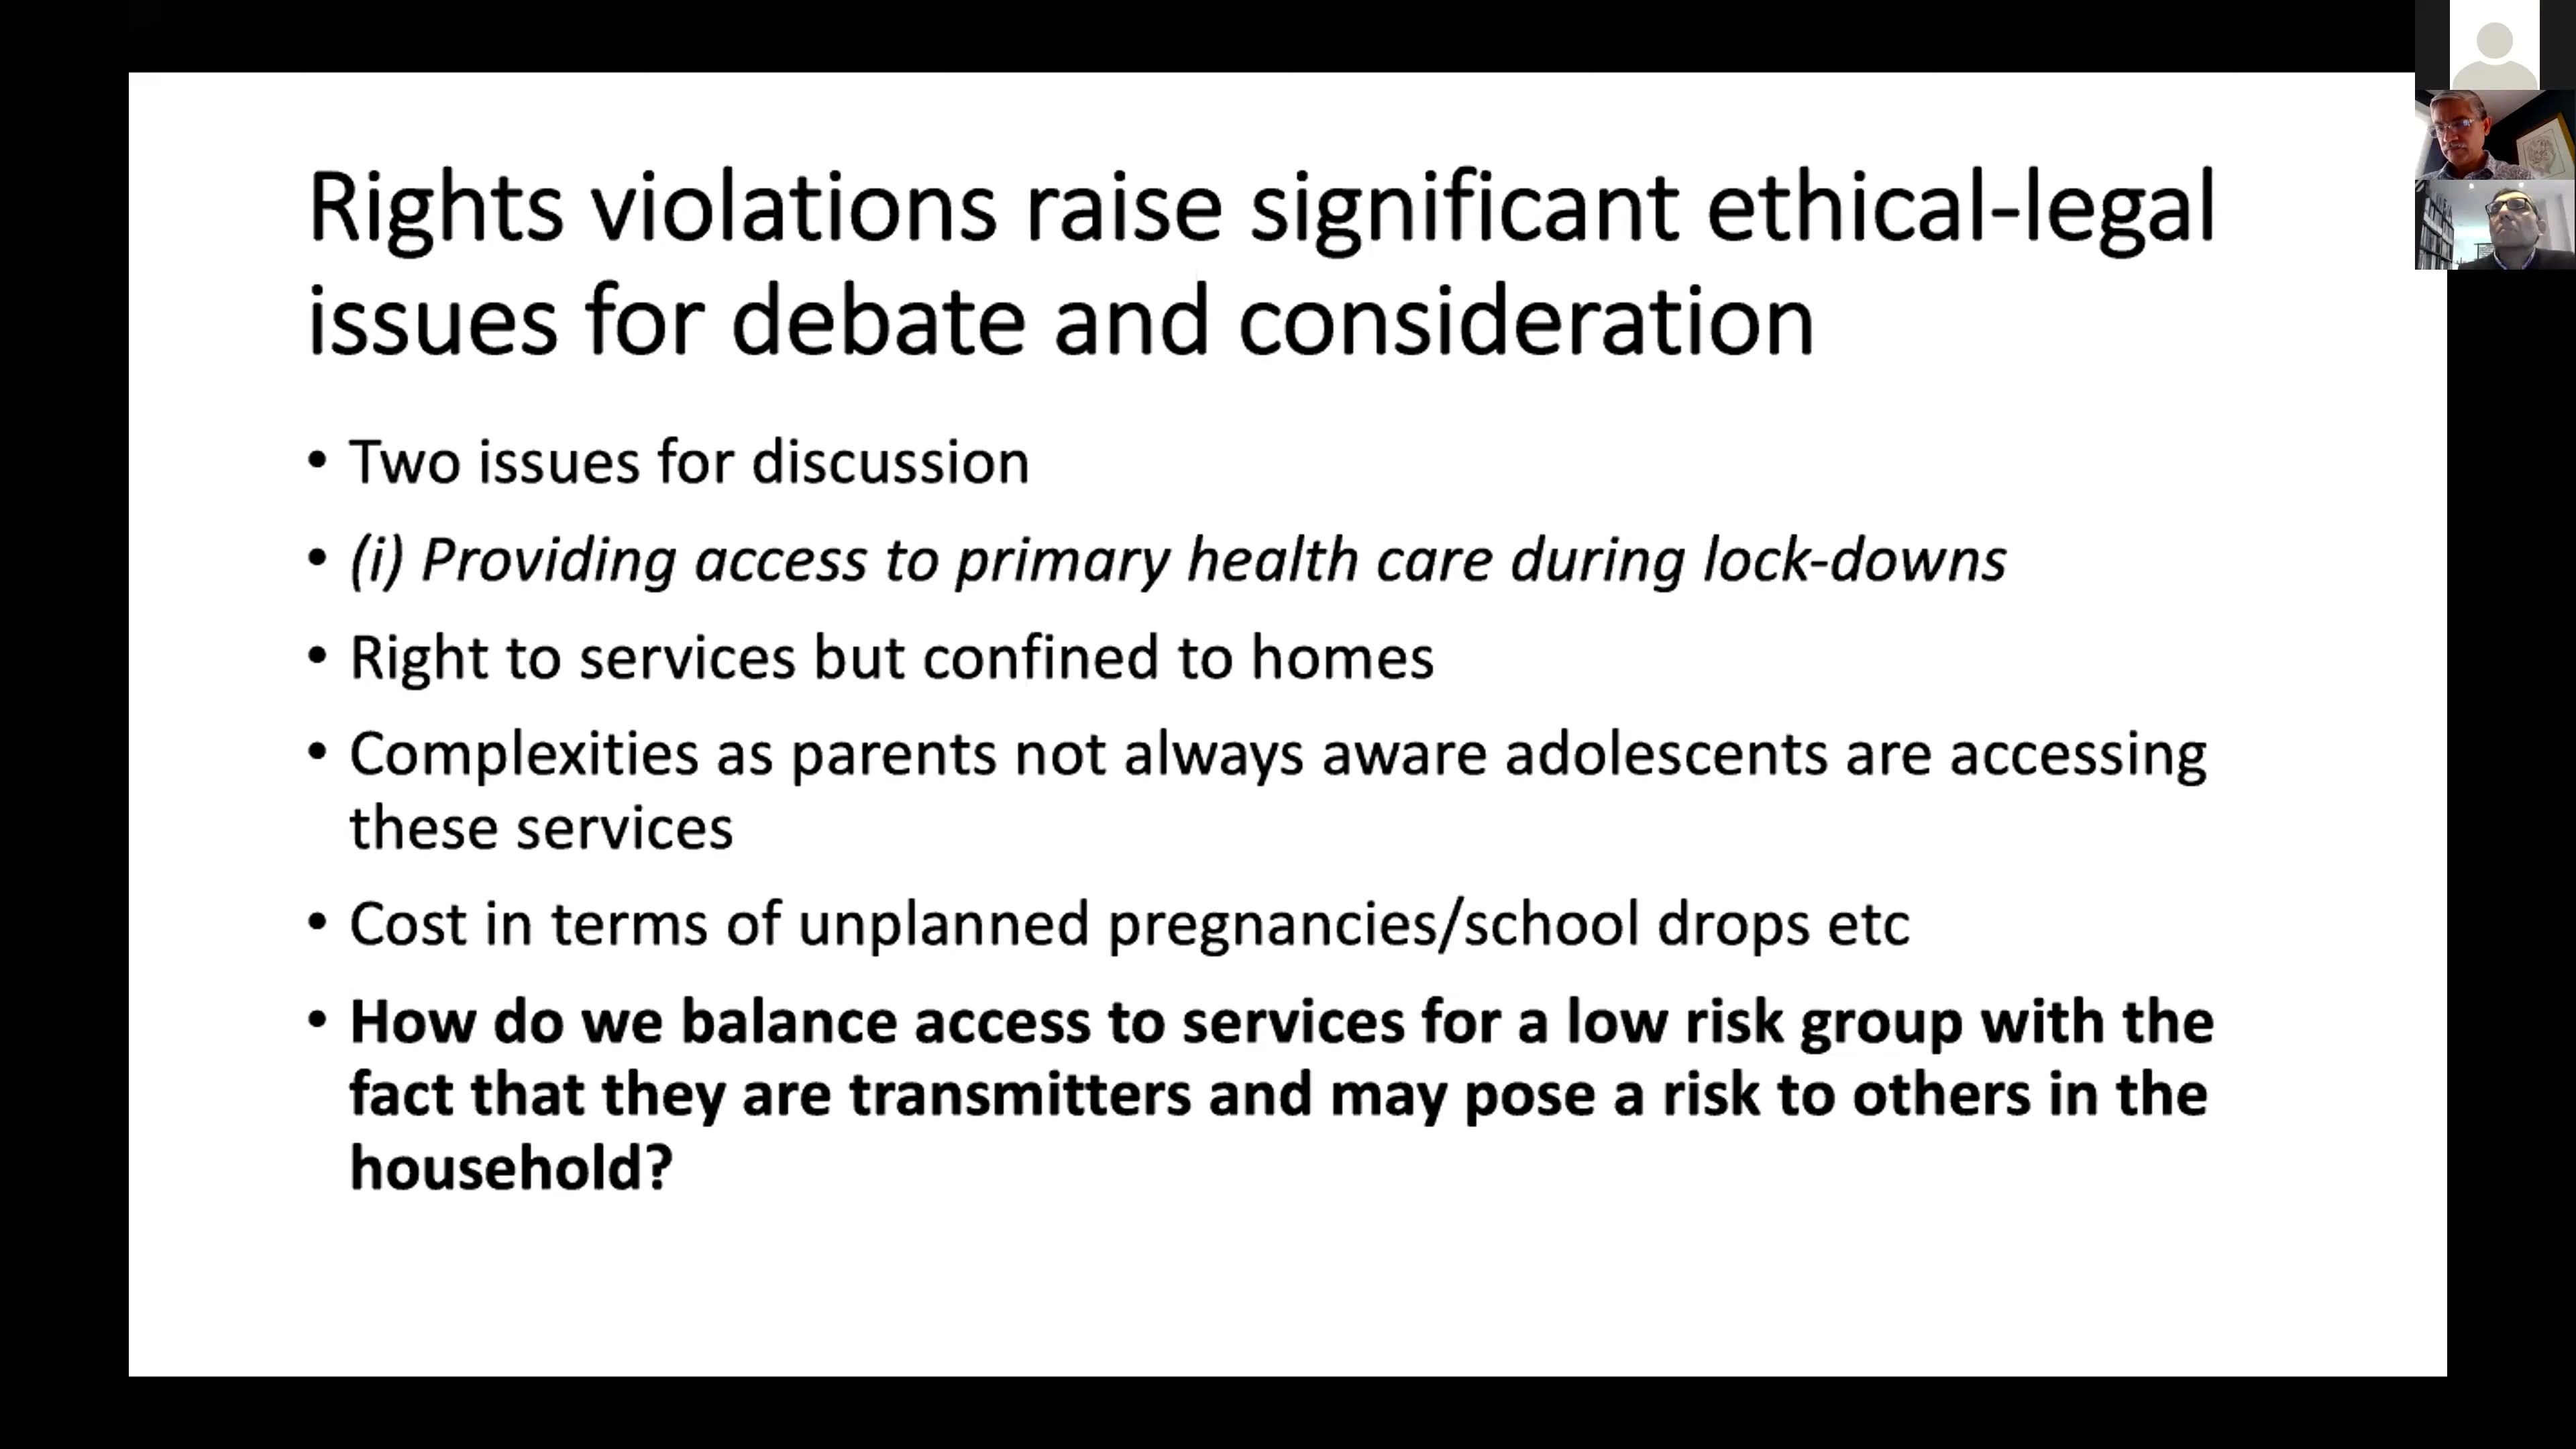 Rights violations raise significant ethical-legal
issues for debate and consideration
• Two issues for discussion
• (i) Providing access to primary health care during lock-downs
• Right to services but confined to homes
• Complexities as parents not always aware adolescents are accessing
these services
• Cost in terms of unplanned pregnancies/school drops etc
• How do we balance access to services for a low risk group with the
fact that they are transmitters and may pose a risk to others in the
household?